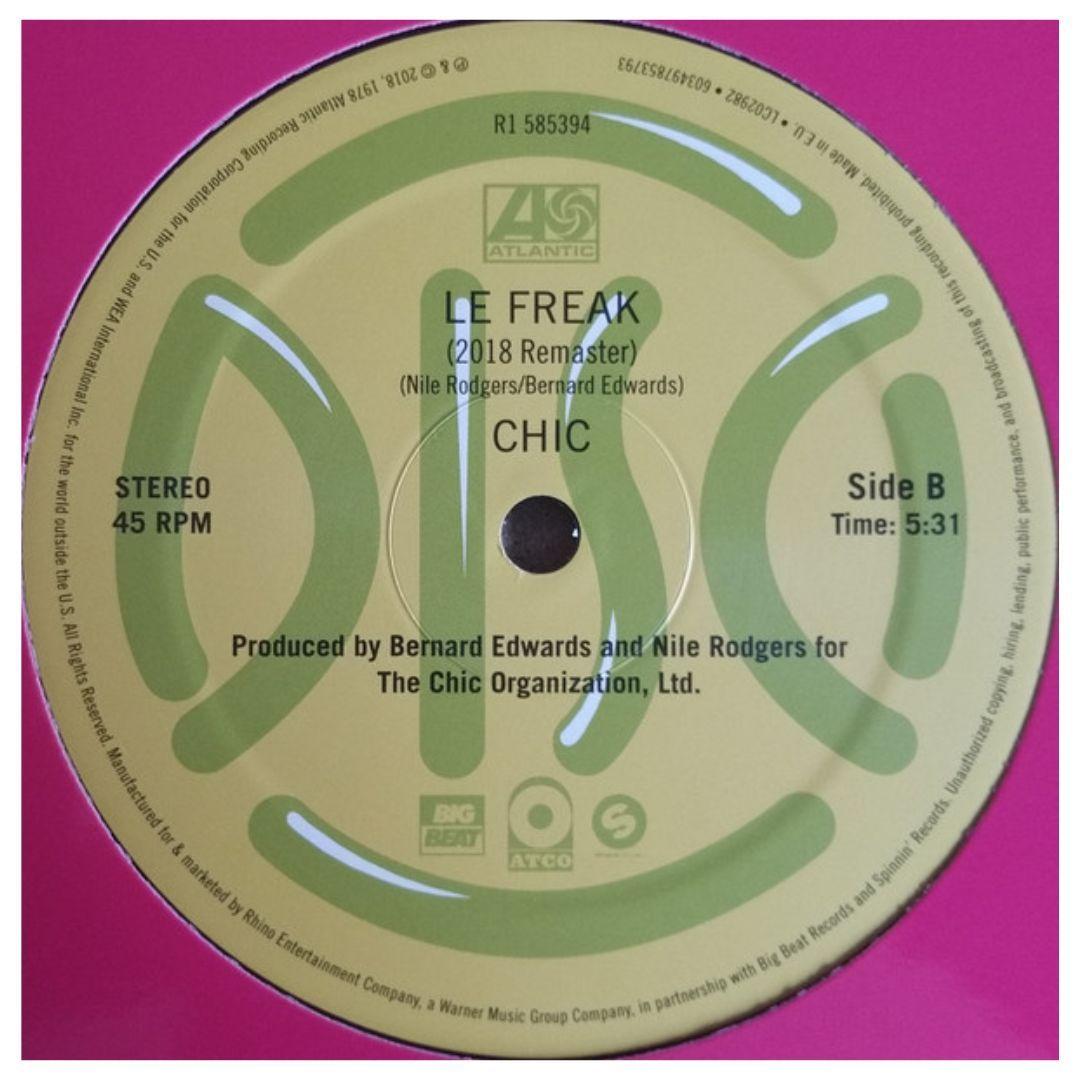 R1 585394
ATLANTIC
LE FREAK
(2018 Remaster)
(Nile Rodgers/Bernard Edwards)
CHIC
STEREO
45 RPM
Side B
Time: 5:31
DISC
Produced by Bernard Edwards and Nile Rodgers for
The Chic Organization, Ltd.
BIG
BEAT
ATCO
S
℗ & © 2018, 1978 Atlantic Recording Corporation for the U.S. and WEA International Inc. for the world outside the U.S. All Rights Reserved. Manufactured for & marketed by Rhino Entertainment Company, a Warner Music Group Company, in partnership with Big Beat Records and Spinnin' Records. Unauthorized copying, hiring, lending, public performance, and broadcasting of this recording prohibited. Made in E.U. • LC02982 • 603497853793